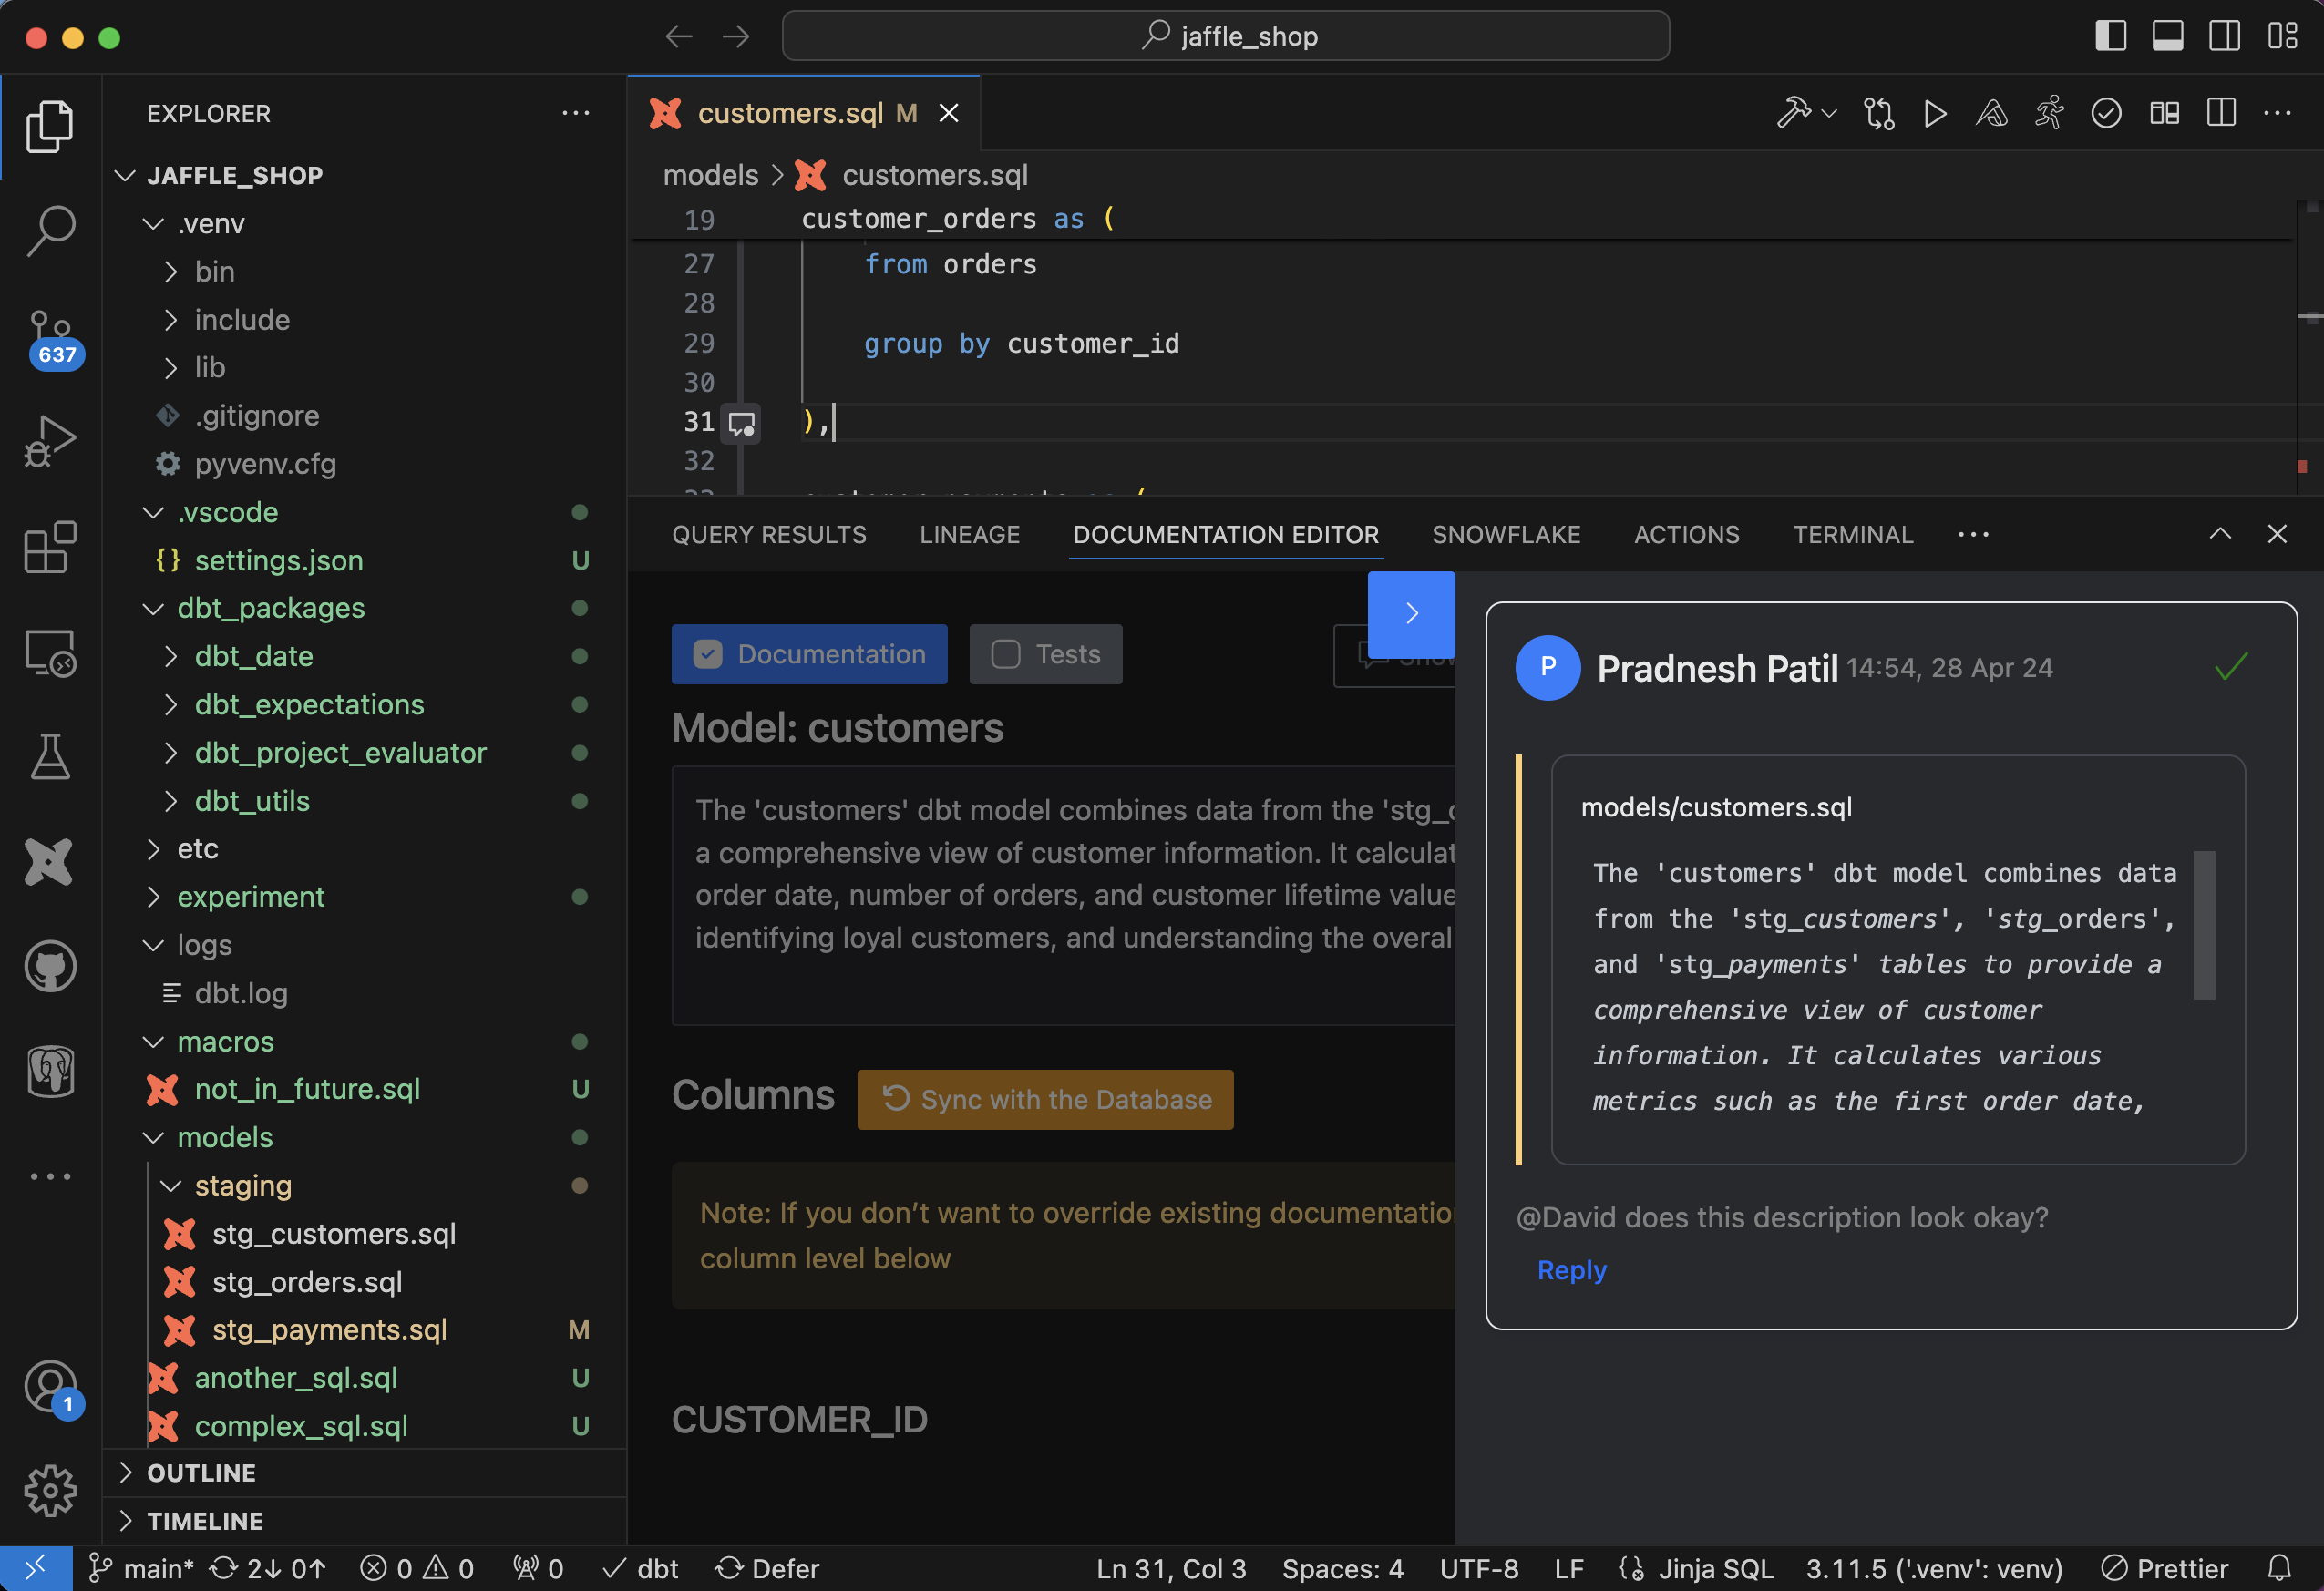 jaffle_shop
EXPLORER
JAFFLE_SHOP
.venv
bin
include
lib
.gitignore
pyvenv.cfg
.vscode
settings.json U
dbt_packages
dbt_date
dbt_expectations
dbt_project_evaluator
dbt_utils
etc
experiment
logs
dbt.log
macros
not_in_future.sql U
models
staging
stg_customers.sql
stg_orders.sql
stg_payments.sql M
another_sql.sql U
complex_sql.sql U
OUTLINE
TIMELINE
637
1
customers.sql M
models > customers.sql
19 customer_orders as (
27 from orders
28
29 group by customer_id
30
31 ),
32
QUERY RESULTS LINEAGE DOCUMENTATION EDITOR SNOWFLAKE ACTIONS TERMINAL
Documentation Tests
Model: customers
The 'customers' dbt model combines data from the 'stg_
a comprehensive view of customer information. It calculat
order date, number of orders, and customer lifetime value
identifying loyal customers, and understanding the overall
Columns Sync with the Database
Note: If you don’t want to override existing documentation
column level below
CUSTOMER_ID
P Pradnesh Patil 14:54, 28 Apr 24
models/customers.sql
The 'customers' dbt model combines data
from the 'stg_customers', 'stg_orders',
and 'stg_payments' tables to provide a
comprehensive view of customer
information. It calculates various
metrics such as the first order date,
@David does this description look okay?
Reply
main* 2↓ 0↑ 0 0 0 dbt Defer Ln 31, Col 3 Spaces: 4 UTF-8 LF Jinja SQL 3.11.5 ('.venv': venv) Prettier